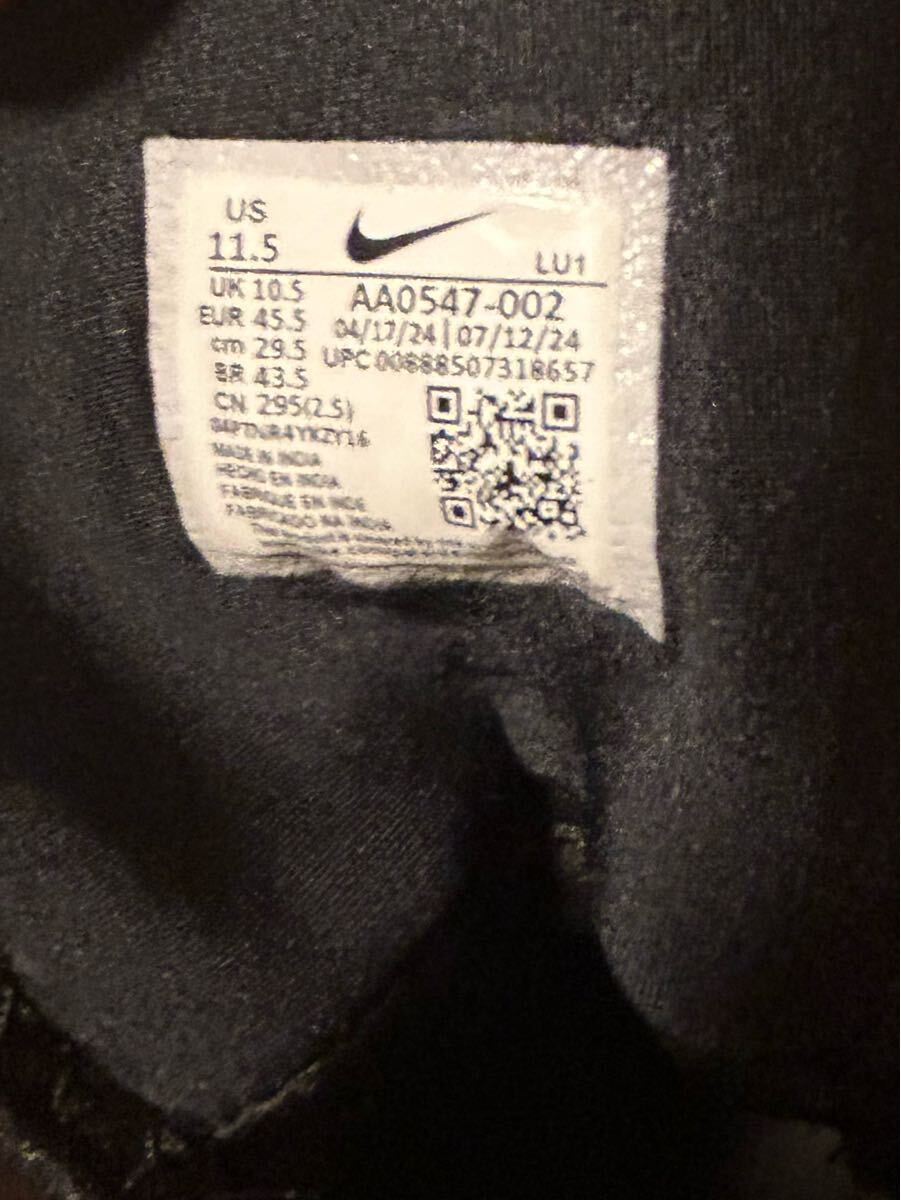 US
11.5
LU1
UK 10.5
EUR 45.5
cm 29.5
BR 43.5
CN 295(2.5)
AA0547-002
04/17/24|07/12/24
UPC 00888507318657
MADE IN INDIA
HECHO EN INDIA
FABRIQUE EN INDE
FABRICADO NA INDIA